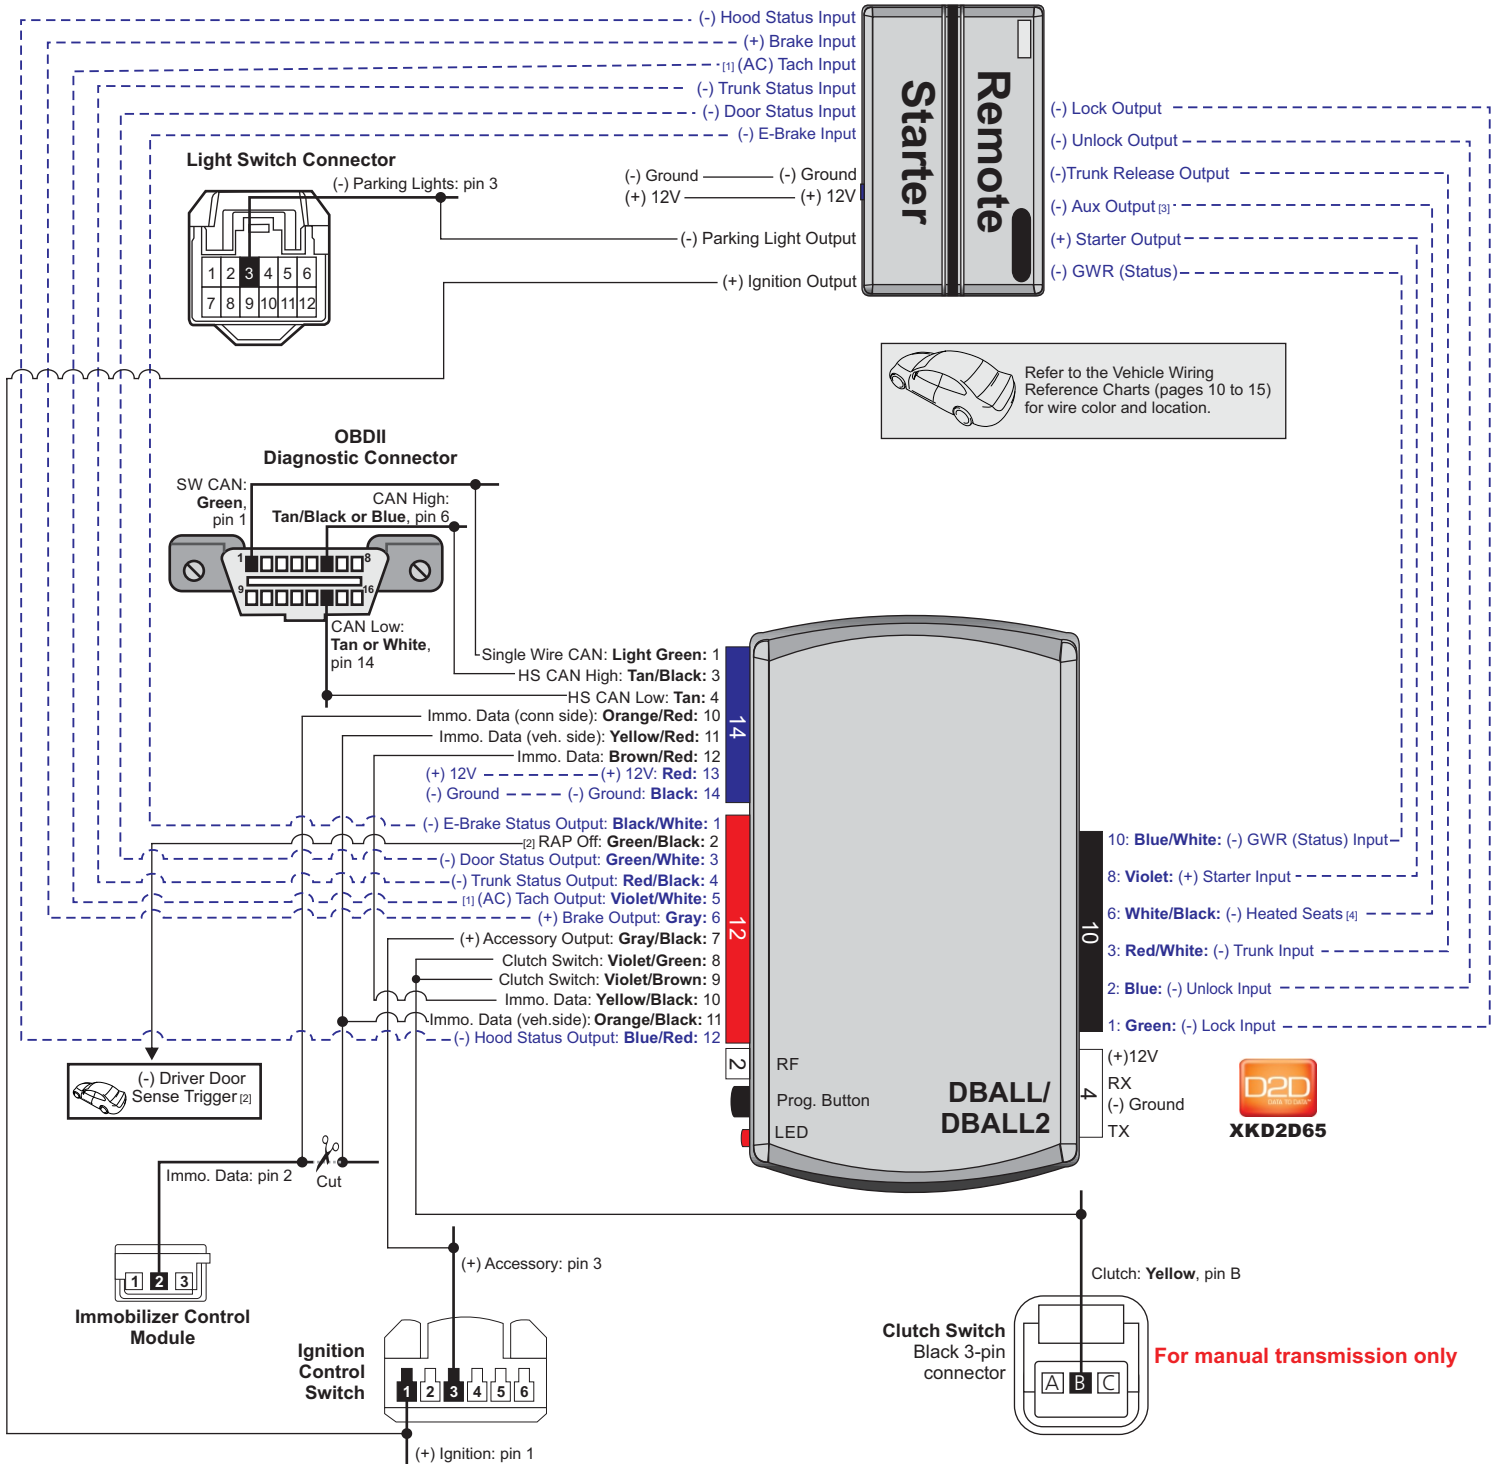 (-) Hood Status Input
(+) Brake Input
[1] (AC) Tach Input
(-) Trunk Status Input
(-) Door Status Input
(-) E-Brake Input
(-) Ground (-) Ground
(+) 12V (+) 12V
(-) Parking Light Output
(+) Ignition Output
Remote
Starter
(-) Lock Output
(-) Unlock Output
(-)Trunk Release Output
(-) Aux Output [3]
(+) Starter Output
(-) GWR (Status)
Light Switch Connector
(-) Parking Lights: pin 3
1 2 3 4 5 6
7 8 9 10 11 12
Refer to the Vehicle Wiring
Reference Charts (pages 10 to 15)
for wire color and location.
OBDII
Diagnostic Connector
SW CAN:
Green,
pin 1
CAN High:
Tan/Black or Blue, pin 6
1 8
9 16
CAN Low:
Tan or White,
pin 14
Single Wire CAN: Light Green: 1
HS CAN High: Tan/Black: 3
HS CAN Low: Tan: 4
Immo. Data (conn side): Orange/Red: 10
Immo. Data (veh. side): Yellow/Red: 11
Immo. Data: Brown/Red: 12
(+) 12V (+) 12V: Red: 13
(-) Ground (-) Ground: Black: 14
14
(-) E-Brake Status Output: Black/White: 1
[2] RAP Off: Green/Black: 2
(-) Door Status Output: Green/White: 3
(-) Trunk Status Output: Red/Black: 4
[1] (AC) Tach Output: Violet/White: 5
(+) Brake Output: Gray: 6
(+) Accessory Output: Gray/Black: 7
Clutch Switch: Violet/Green: 8
Clutch Switch: Violet/Brown: 9
Immo. Data: Yellow/Black: 10
Immo. Data (veh.side): Orange/Black: 11
(-) Hood Status Output: Blue/Red: 12
12
2
RF
Prog. Button
LED
DBALL/
DBALL2
10
10: Blue/White: (-) GWR (Status) Input
8: Violet: (+) Starter Input
6: White/Black: (-) Heated Seats [4]
3: Red/White: (-) Trunk Input
2: Blue: (-) Unlock Input
1: Green: (-) Lock Input
4
(+)12V
RX
(-) Ground
TX
D2D
DATA TO DATA™
XKD2D65
(-) Driver Door
Sense Trigger [2]
Immo. Data: pin 2
Cut
1 2 3
Immobilizer Control
Module
(+) Accessory: pin 3
Ignition
Control
Switch
1 2 3 4 5 6
(+) Ignition: pin 1
Clutch: Yellow, pin B
Clutch Switch
Black 3-pin
connector
A B C
For manual transmission only